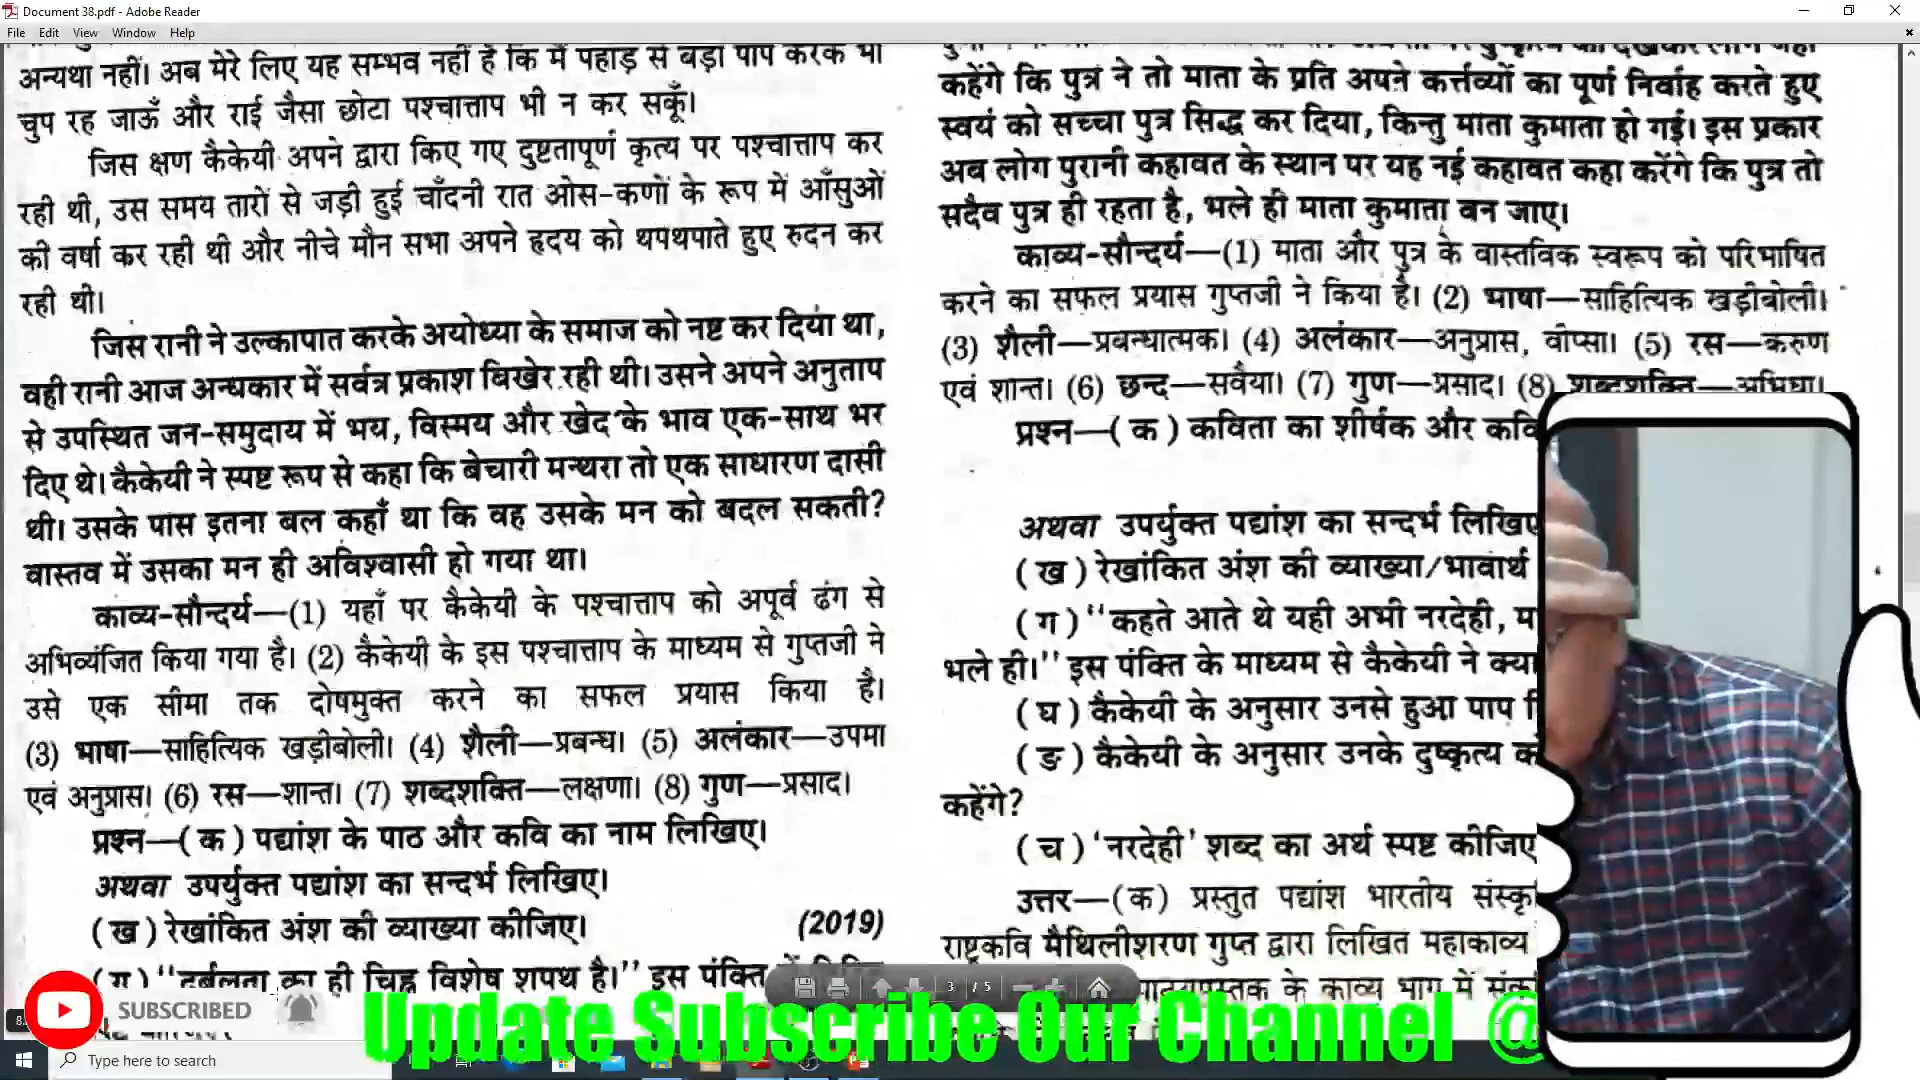 Document 38.pdf - Adobe Reader
File Edit View Window Help
अन्यथा नहीं। अब मेरे लिए यह सम्भव नहीं है कि मैं पहाड़ से बड़ा पाप करके भी
चुप रह जाऊँ और राई जैसा छोटा पश्चात्ताप भी न कर सकूँ।
जिस क्षण कैकेयी अपने द्वारा किए गए दुष्टतापूर्ण कृत्य पर पश्चात्ताप कर
रही थी, उस समय तारों से जड़ी हुई चाँदनी रात ओस-कणों के रूप में आँसुओं
की वर्षा कर रही थी और नीचे मौन सभा अपने हृदय को थपथपाते हुए रुदन कर
रही थी।
जिस रानी ने उल्कापात करके अयोध्या के समाज को नष्ट कर दिया था,
वही रानी आज अन्धकार में सर्वत्र प्रकाश बिखेर रही थी। उसने अपने अनुताप
से उपस्थित जन-समुदाय में भय, विस्मय और खेद के भाव एक-साथ भर
दिए थे। कैकेयी ने स्पष्ट रूप से कहा कि बेचारी मन्थरा तो एक साधारण दासी
थी। उसके पास इतना बल कहाँ था कि वह उसके मन को बदल सकती?
वास्तव में उसका मन ही अविश्वासी हो गया था।
काव्य-सौन्दर्य—(1) यहाँ पर कैकेयी के पश्चात्ताप को अपूर्व ढंग से
अभिव्यंजित किया गया है। (2) कैकेयी के इस पश्चात्ताप के माध्यम से गुप्तजी ने
उसे एक सीमा तक दोषमुक्त करने का सफल प्रयास किया है।
(3) भाषा—साहित्यिक खड़ीबोली। (4) शैली—प्रबन्ध। (5) अलंकार—उपमा
एवं अनुप्रास। (6) रस—शान्त। (7) शब्दशक्ति—लक्षणा। (8) गुण—प्रसाद।
प्रश्न—(क) पद्यांश के पाठ और कवि का नाम लिखिए।
अथवा उपर्युक्त पद्यांश का सन्दर्भ लिखिए।
(ख) रेखांकित अंश की व्याख्या कीजिए। (2019)
(ग) "दुर्बलता का ही चिह्न विशेष शपथ है।" इस पंक्ति में
कहेंगे कि पुत्र ने तो माता के प्रति अपने कर्त्तव्यों का पूर्ण निर्वाह करते हुए
स्वयं को सच्चा पुत्र सिद्ध कर दिया, किन्तु माता कुमाता हो गई। इस प्रकार
अब लोग पुरानी कहावत के स्थान पर यह नई कहावत कहा करेंगे कि पुत्र तो
सदैव पुत्र ही रहता है, भले ही माता कुमाता बन जाए।
काव्य-सौन्दर्य—(1) माता और पुत्र के वास्तविक स्वरूप को परिभाषित
करने का सफल प्रयास गुप्तजी ने किया है। (2) भाषा—साहित्यिक खड़ीबोली।
(3) शैली—प्रबन्धात्मक। (4) अलंकार—अनुप्रास, वीप्सा। (5) रस—करुण
एवं शान्त। (6) छन्द—सवैया। (7) गुण—प्रसाद। (8) शब्दशक्ति—अभिधा।
प्रश्न—(क) कविता का शीर्षक और कवि
अथवा उपर्युक्त पद्यांश का सन्दर्भ लिखिए
(ख) रेखांकित अंश की व्याख्या/भावार्थ
(ग) "कहते आते थे यही अभी नरदेही,
भले ही।" इस पंक्ति के माध्यम से कैकेयी ने क्या
(घ) कैकेयी के अनुसार उनसे हुआ पाप
(ङ) कैकेयी के अनुसार उनके दुष्कृत्य को
कहेंगे?
(च) 'नरदेही' शब्द का अर्थ स्पष्ट कीजिए
उत्तर—(क) प्रस्तुत पद्यांश भारतीय
राष्ट्रकवि मैथिलीशरण गुप्त द्वारा लिखित महाकाव्य
के काव्य भाग में
3 / 5
SUBSCRIBED
Update Subscribe Our Channel @
Type here to search